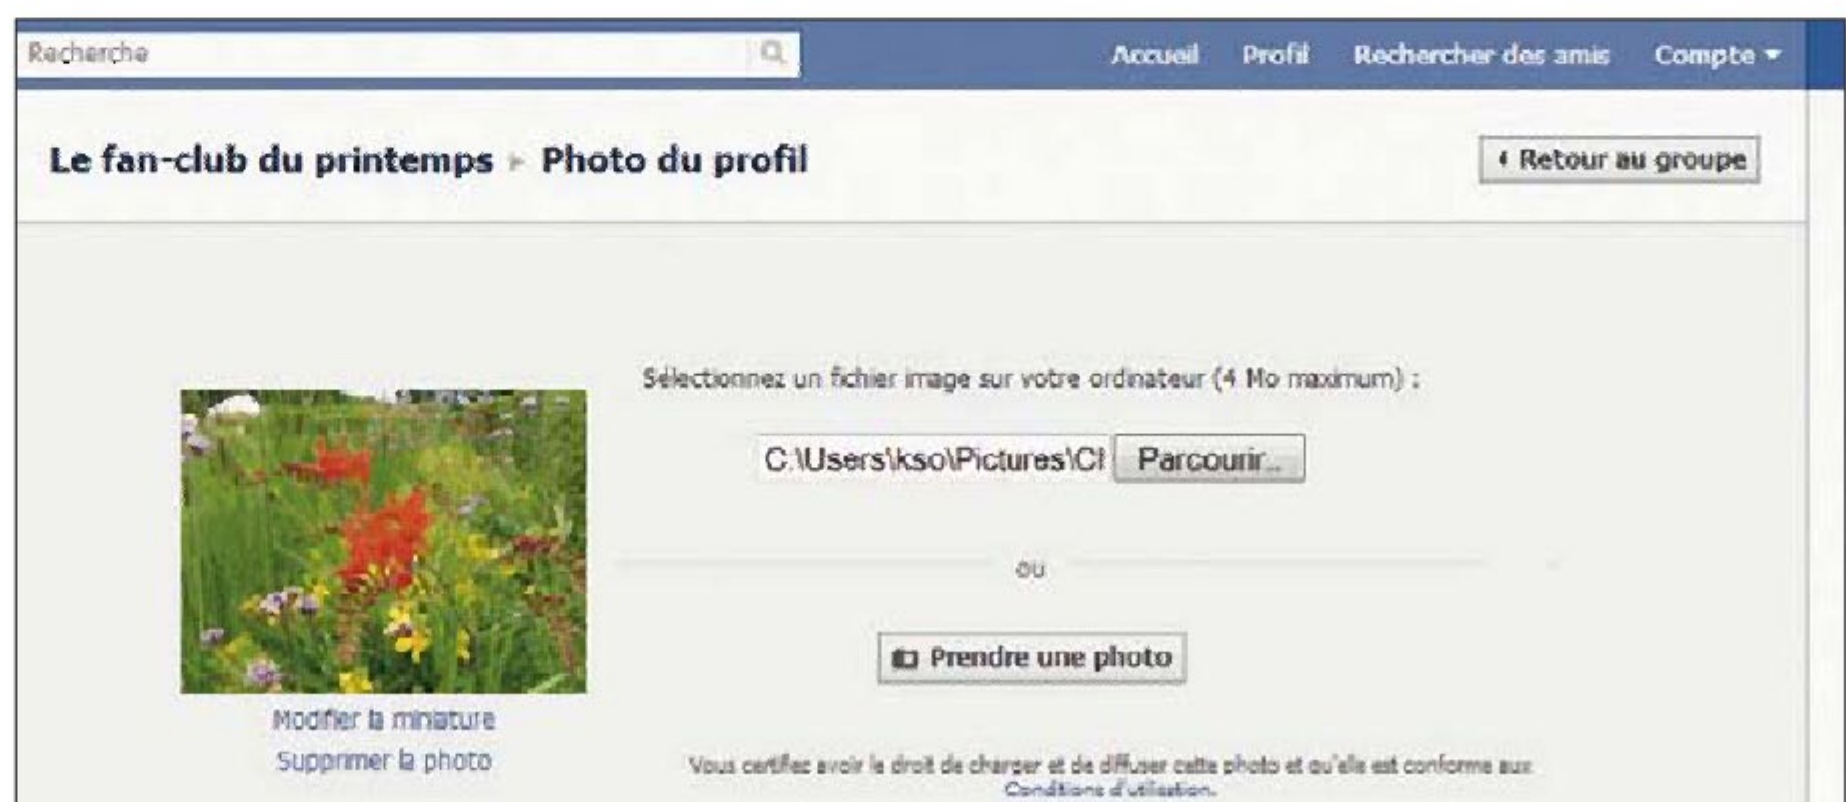 Recherche
Accueil Profil Rechercher des amis Compte
Le fan-club du printemps Photo du profil
Retour au groupe
Sélectionnez un fichier image sur votre ordinateur (4 Mo maximum) :
C:\Users\kso\Pictures\Cl Parcourir...
ou
Prendre une photo
Modifier la miniature
Supprimer la photo
Vous certifiez avoir le droit de charger et de diffuser cette photo et qu'elle est conforme aux
Conditions d'utilisation.